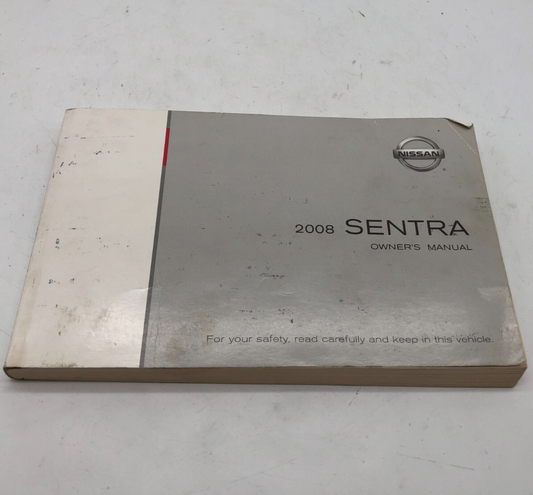 NISSAN
2008 SENTRA
OWNER'S MANUAL
For your safety, read carefully and keep in this vehicle.